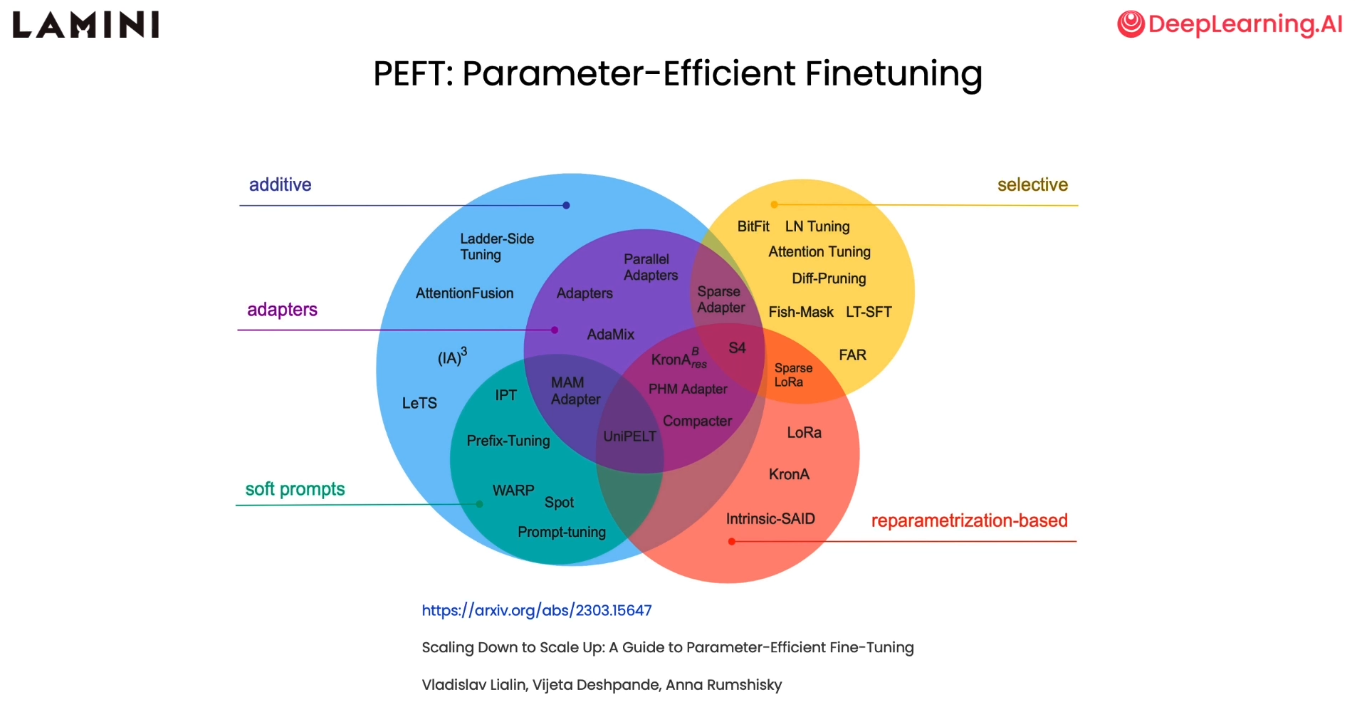 LAMINI
DeepLearning.AI
PEFT: Parameter-Efficient Finetuning
additive
selective
adapters
soft prompts
reparametrization-based
Ladder-Side
Tuning
AttentionFusion
(IA)³
LeTS
Parallel
Adapters
Adapters
AdaMix
Sparse
Adapter
BitFit LN Tuning
Attention Tuning
Diff-Pruning
Fish-Mask LT-SFT
FAR
S4
Sparse
LoRa
KronA^B_res
PHM Adapter
Compacter
MAM
Adapter
UniPELT
IPT
Prefix-Tuning
WARP
Spot
Prompt-tuning
LoRa
KronA
Intrinsic-SAID
https://arxiv.org/abs/2303.15647
Scaling Down to Scale Up: A Guide to Parameter-Efficient Fine-Tuning
Vladislav Lialin, Vijeta Deshpande, Anna Rumshisky